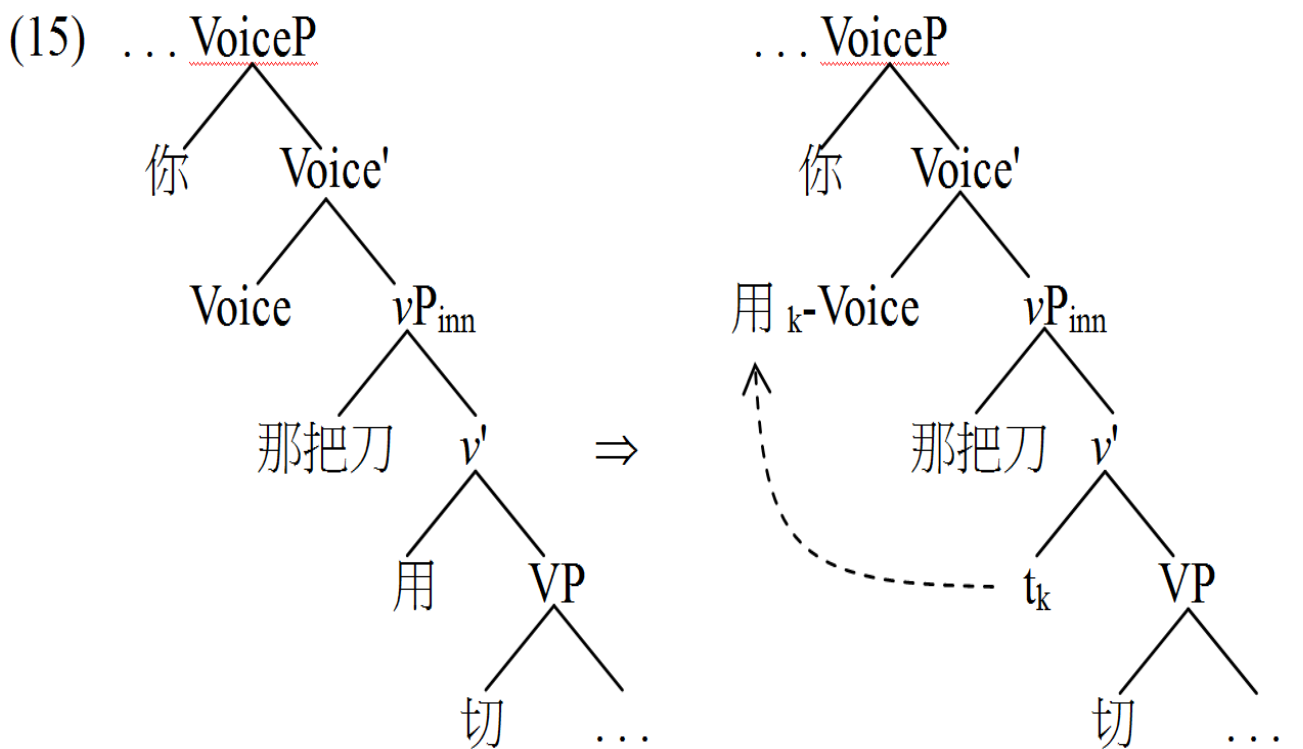 (15) ... VoiceP ... VoiceP
你 Voice' 你 Voice'
Voice vPinn 用 k-Voice vPinn
那把刀 v' ⇒ 那把刀 v'
用 VP tk VP
切 ... 切 ...